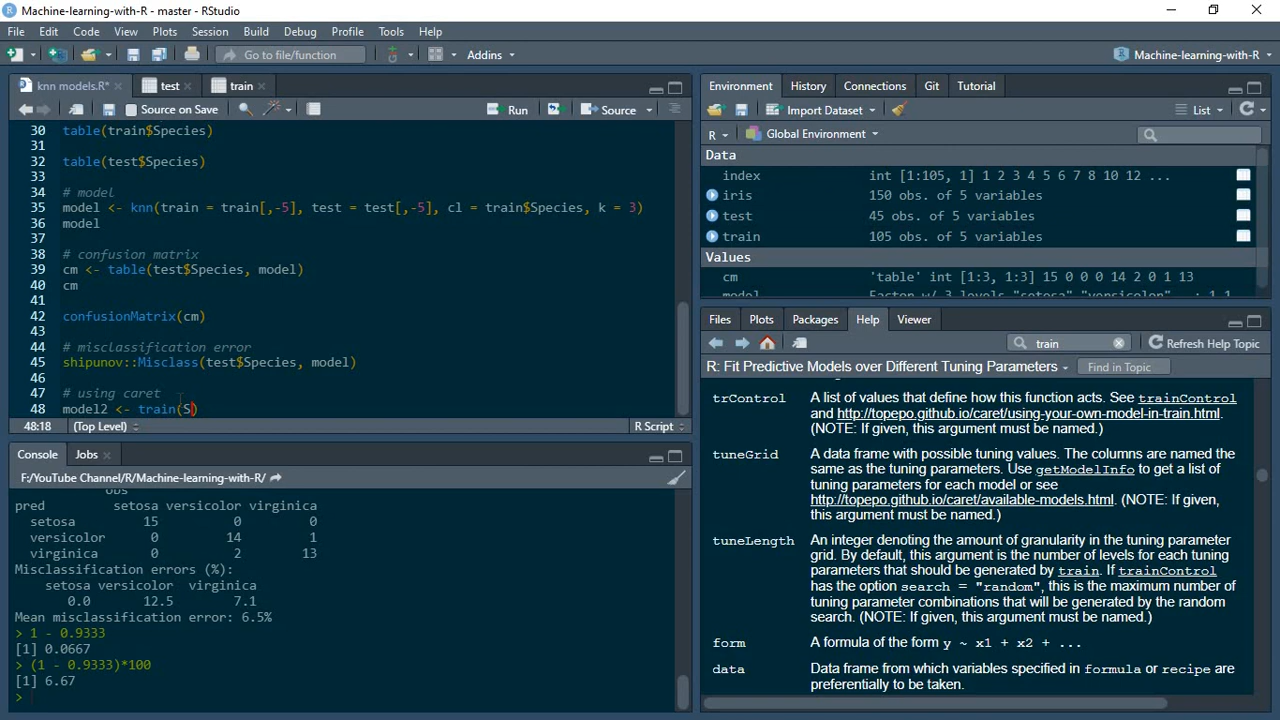 Machine-learning-with-R - master - RStudio
File Edit Code View Plots Session Build Debug Profile Tools Help
Go to file/function Addins Machine-learning-with-R
knn models.R* test train
Source on Save Run Source
30 table(train$Species)
31
32 table(test$Species)
33
34 # model
35 model <- knn(train = train[,-5], test = test[,-5], cl = train$Species, k = 3)
36 model
37
38 # confusion matrix
39 cm <- table(test$Species, model)
40 cm
41
42 confusionMatrix(cm)
43
44 # misclassification error
45 shipunov::Misclass(test$Species, model)
46
47 # using caret
48 model2 <- train(S)
48:18 (Top Level) R Script
Console Jobs
F:/YouTube Channel/R/Machine-learning-with-R/
obs
pred setosa versicolor virginica
setosa 15 0 0
versicolor 0 14 1
virginica 0 2 13
Misclassification errors (%):
setosa versicolor virginica
0.0 12.5 7.1
Mean misclassification error: 6.5%
> 1 - 0.9333
[1] 0.0667
> (1 - 0.9333)*100
[1] 6.67
>
Environment History Connections Git Tutorial
Import Dataset List
R Global Environment
Data
index int [1:105, 1] 1 2 3 4 5 6 7 8 10 12 ...
iris 150 obs. of 5 variables
test 45 obs. of 5 variables
train 105 obs. of 5 variables
Values
cm 'table' int [1:3, 1:3] 15 0 0 0 14 2 0 1 13
model Factor w/ 3 levels "setosa" "versicolor" : 1 1
Files Plots Packages Help Viewer
train Refresh Help Topic
R: Fit Predictive Models over Different Tuning Parameters Find in Topic
trControl A list of values that define how this function acts. See trainControl
and http://topepo.github.io/caret/using-your-own-model-in-train.html.
(NOTE: If given, this argument must be named.)
tuneGrid A data frame with possible tuning values. The columns are named the
same as the tuning parameters. Use getModelInfo to get a list of
tuning parameters for each model or see
http://topepo.github.io/caret/available-models.html. (NOTE: If given,
this argument must be named.)
tuneLength An integer denoting the amount of granularity in the tuning parameter
grid. By default, this argument is the number of levels for each tuning
parameters that should be generated by train. If trainControl
has the option search = "random", this is the maximum number of
tuning parameter combinations that will be generated by the random
search. (NOTE: If given, this argument must be named.)
form A formula of the form y ~ x1 + x2 + ...
data Data frame from which variables specified in formula or recipe are
preferentially to be taken.